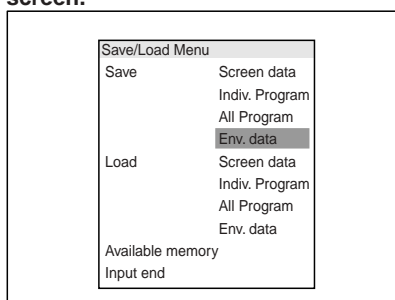 screen.
Save/Load Menu
Save Screen data
Indiv. Program
All Program
Env. data
Load Screen data
Indiv. Program
All Program
Env. data
Available memory
Input end